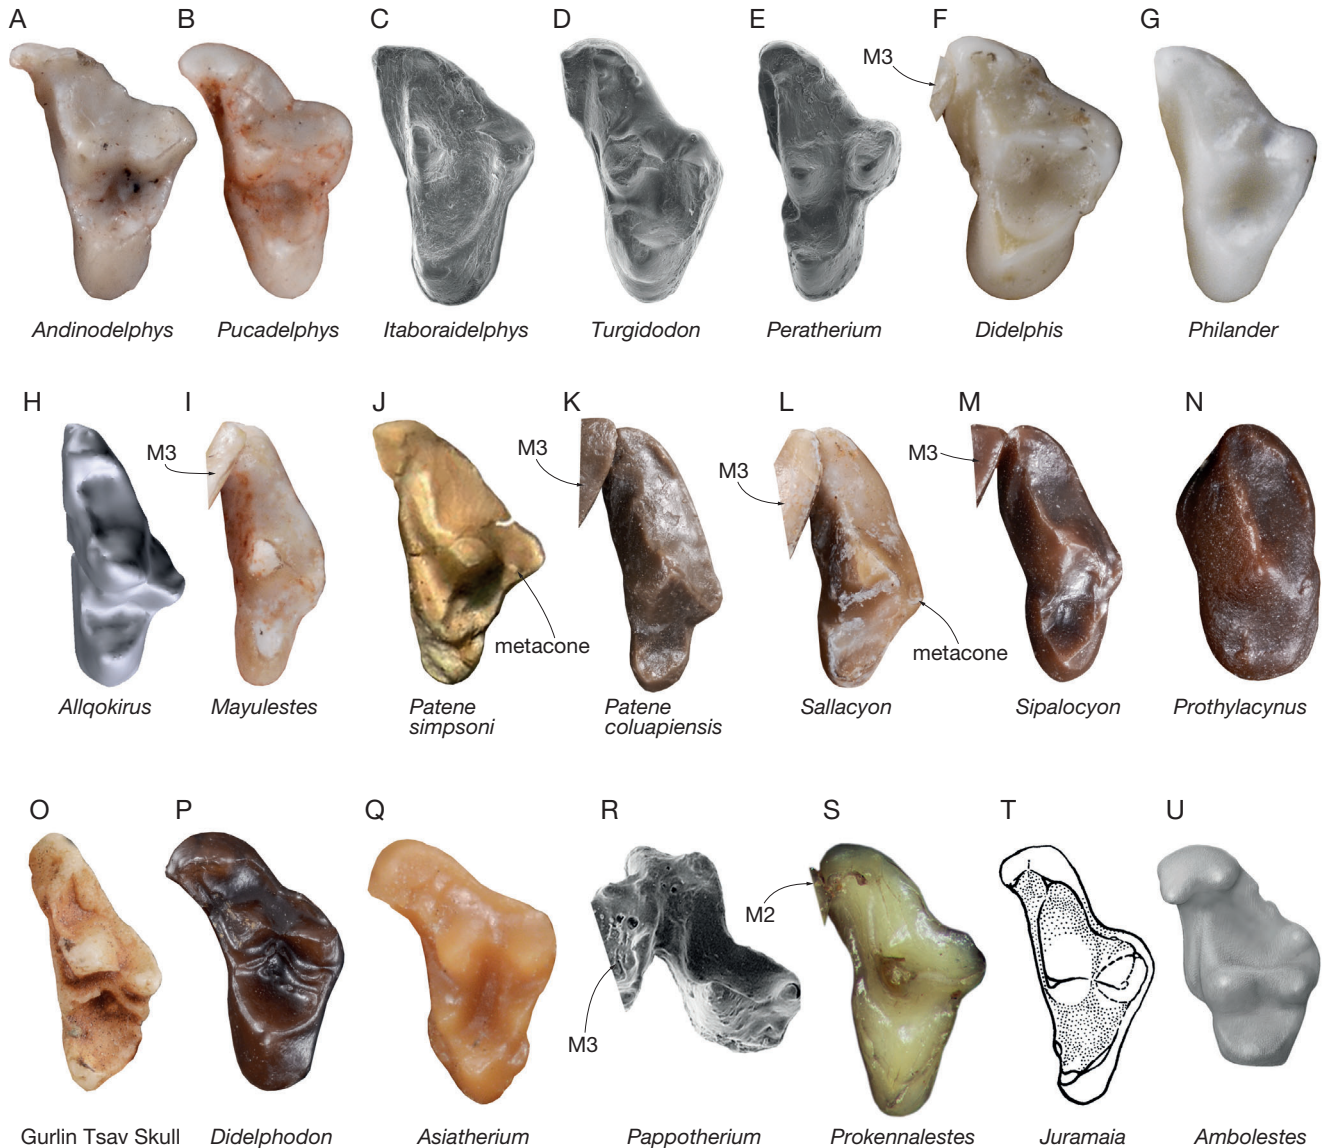 A B C D E F G
M3
Andinodelphys Pucadelphys Itaboraidelphys Turgidodon Peratherium Didelphis Philander
H I J K L M N
M3 M3 M3 M3
metacone metacone
Allqokirus Mayulestes Patene simpsoni Patene coluapiensis Sallacyon Sipalocyon Prothylacynus
O P Q R S T U
M3 M2
Gurlin Tsav Skull Didelphodon Asiatherium Pappotherium Prokennalestes Juramaia Ambolestes